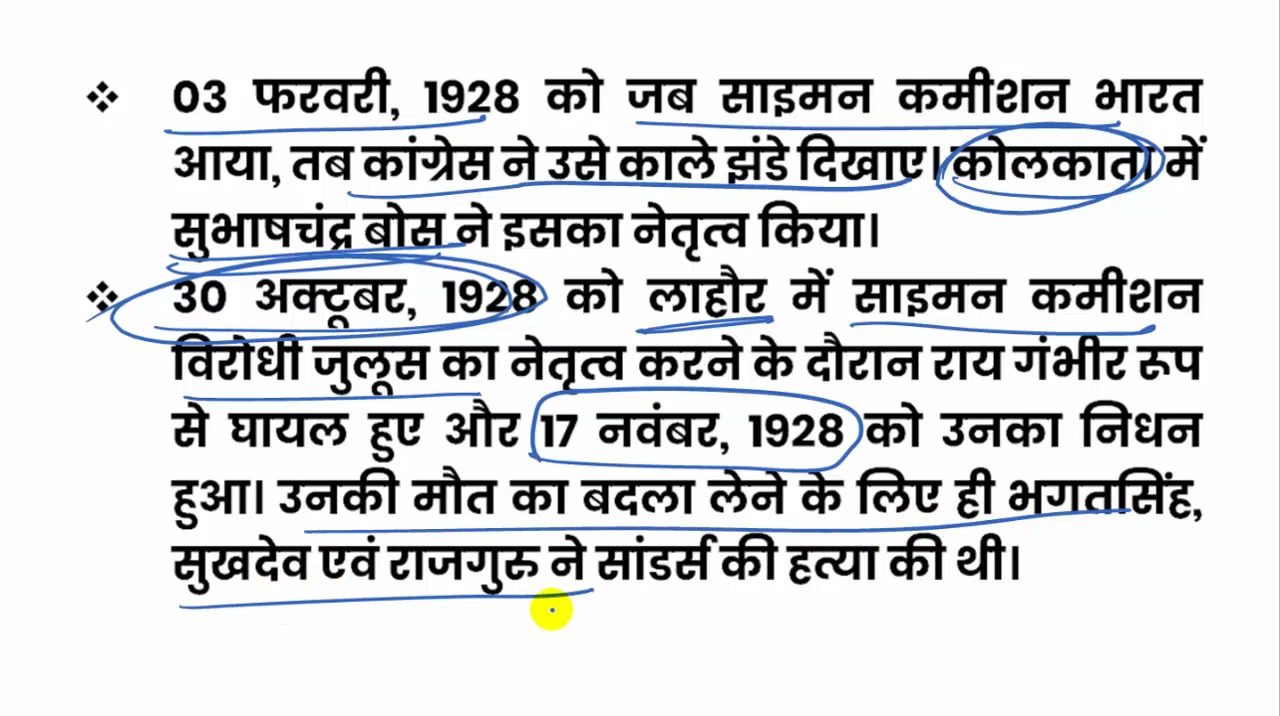 ❖ 03 फरवरी, 1928 को जब साइमन कमीशन भारत
आया, तब कांग्रेस ने उसे काले झंडे दिखाए। कोलकाता में
सुभाषचंद्र बोस ने इसका नेतृत्व किया।
❖ 30 अक्टूबर, 1928 को लाहौर में साइमन कमीशन
विरोधी जुलूस का नेतृत्व करने के दौरान राय गंभीर रूप
से घायल हुए और 17 नवंबर, 1928 को उनका निधन
हुआ। उनकी मौत का बदला लेने के लिए ही भगतसिंह,
सुखदेव एवं राजगुरु ने सांडर्स की हत्या की थी।